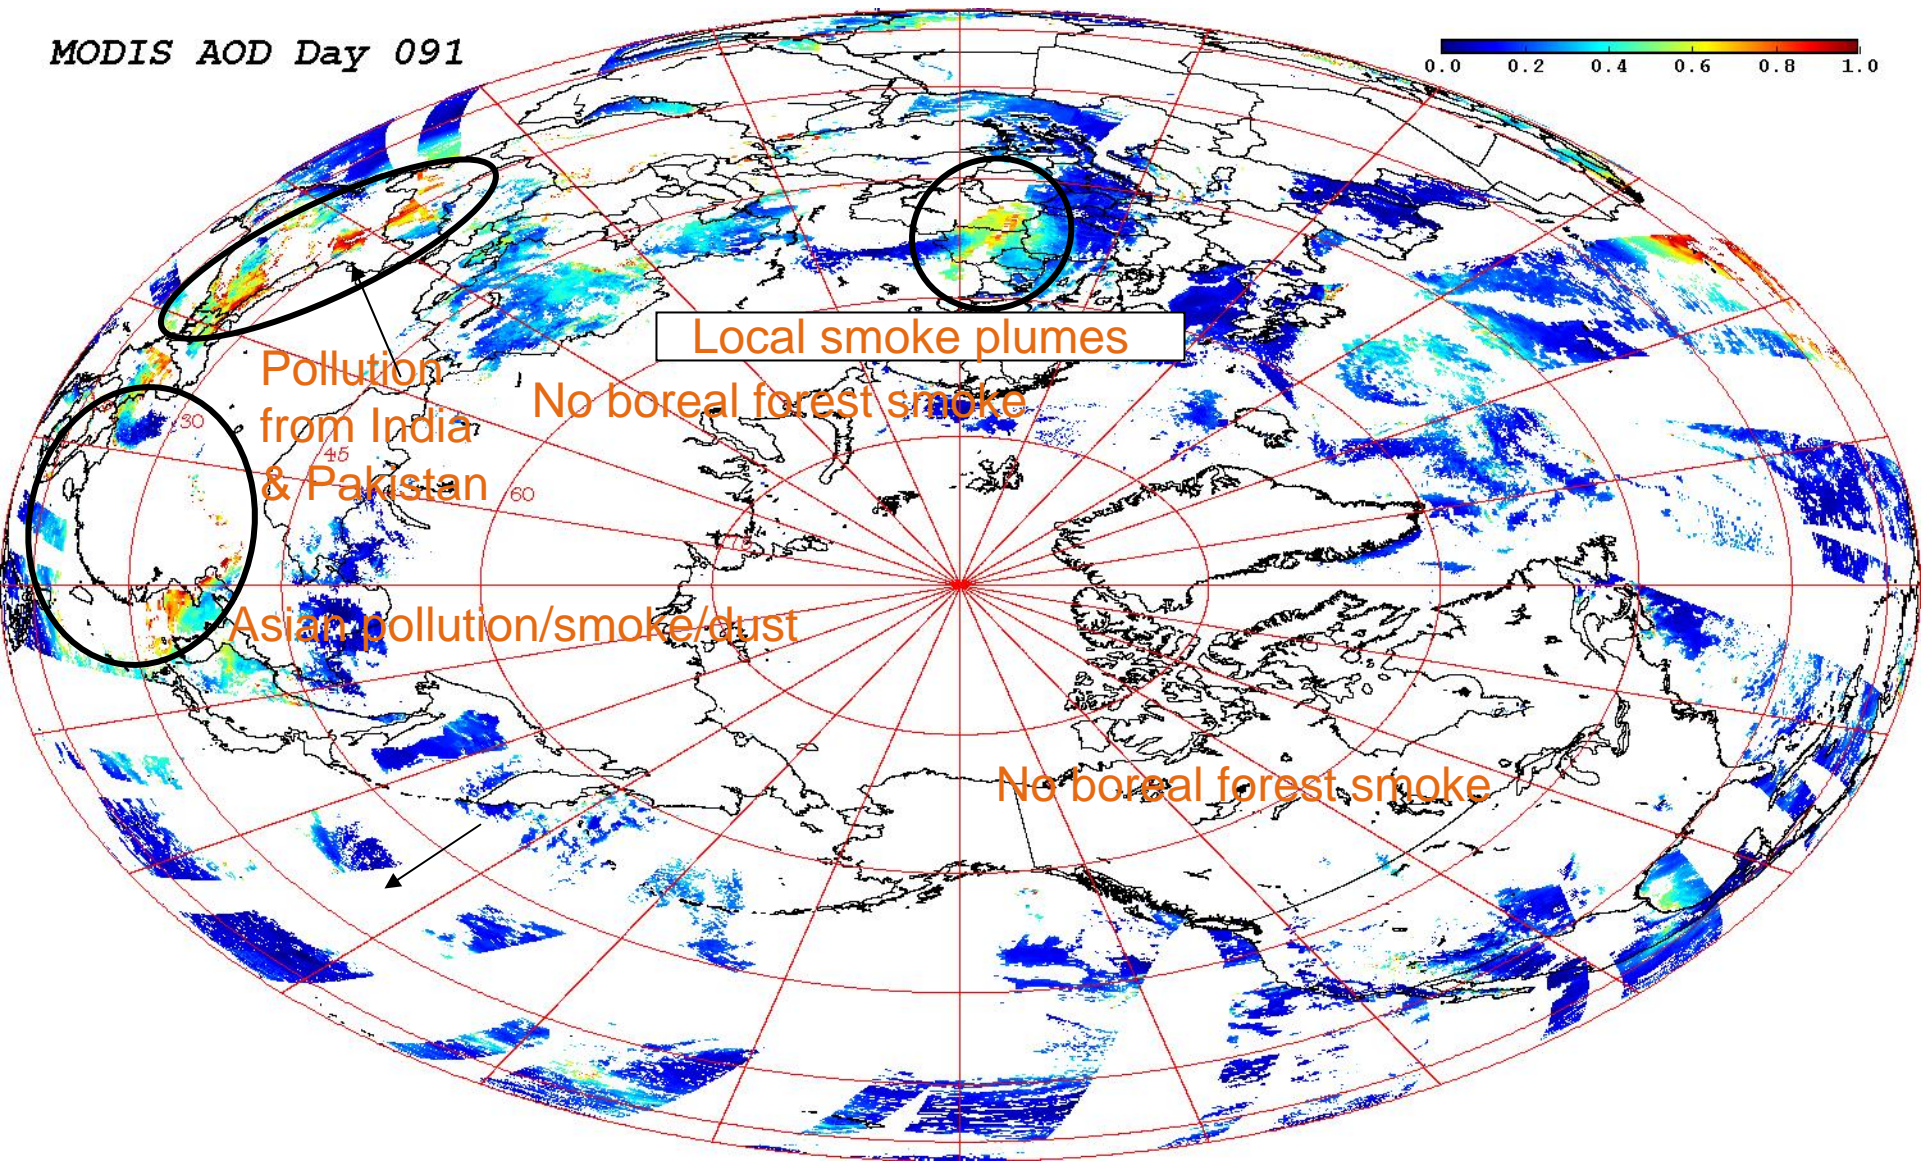 MODIS AOD Day 091
0.0 0.2 0.4 0.6 0.8 1.0
Local smoke plumes
Pollution
from India
& Pakistan
No boreal forest smoke
30
45
60
75
Asian pollution/smoke/dust
No boreal forest smoke